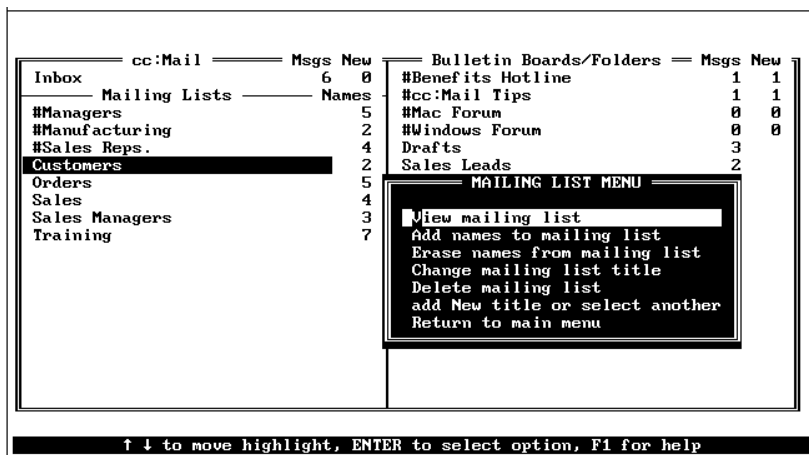 cc:Mail Msgs New
Inbox 6 0
Mailing Lists Names
#Managers 5
#Manufacturing 2
#Sales Reps. 4
Customers 2
Orders 5
Sales 4
Sales Managers 3
Training 7
Bulletin Boards/Folders Msgs New
#Benefits Hotline 1 1
#cc:Mail Tips 1 1
#Mac Forum 0 0
#Windows Forum 0 0
Drafts 3
Sales Leads 2
MAILING LIST MENU
View mailing list
Add names to mailing list
Erase names from mailing list
Change mailing list title
Delete mailing list
add New title or select another
Return to main menu
↑ ↓ to move highlight, ENTER to select option, F1 for help